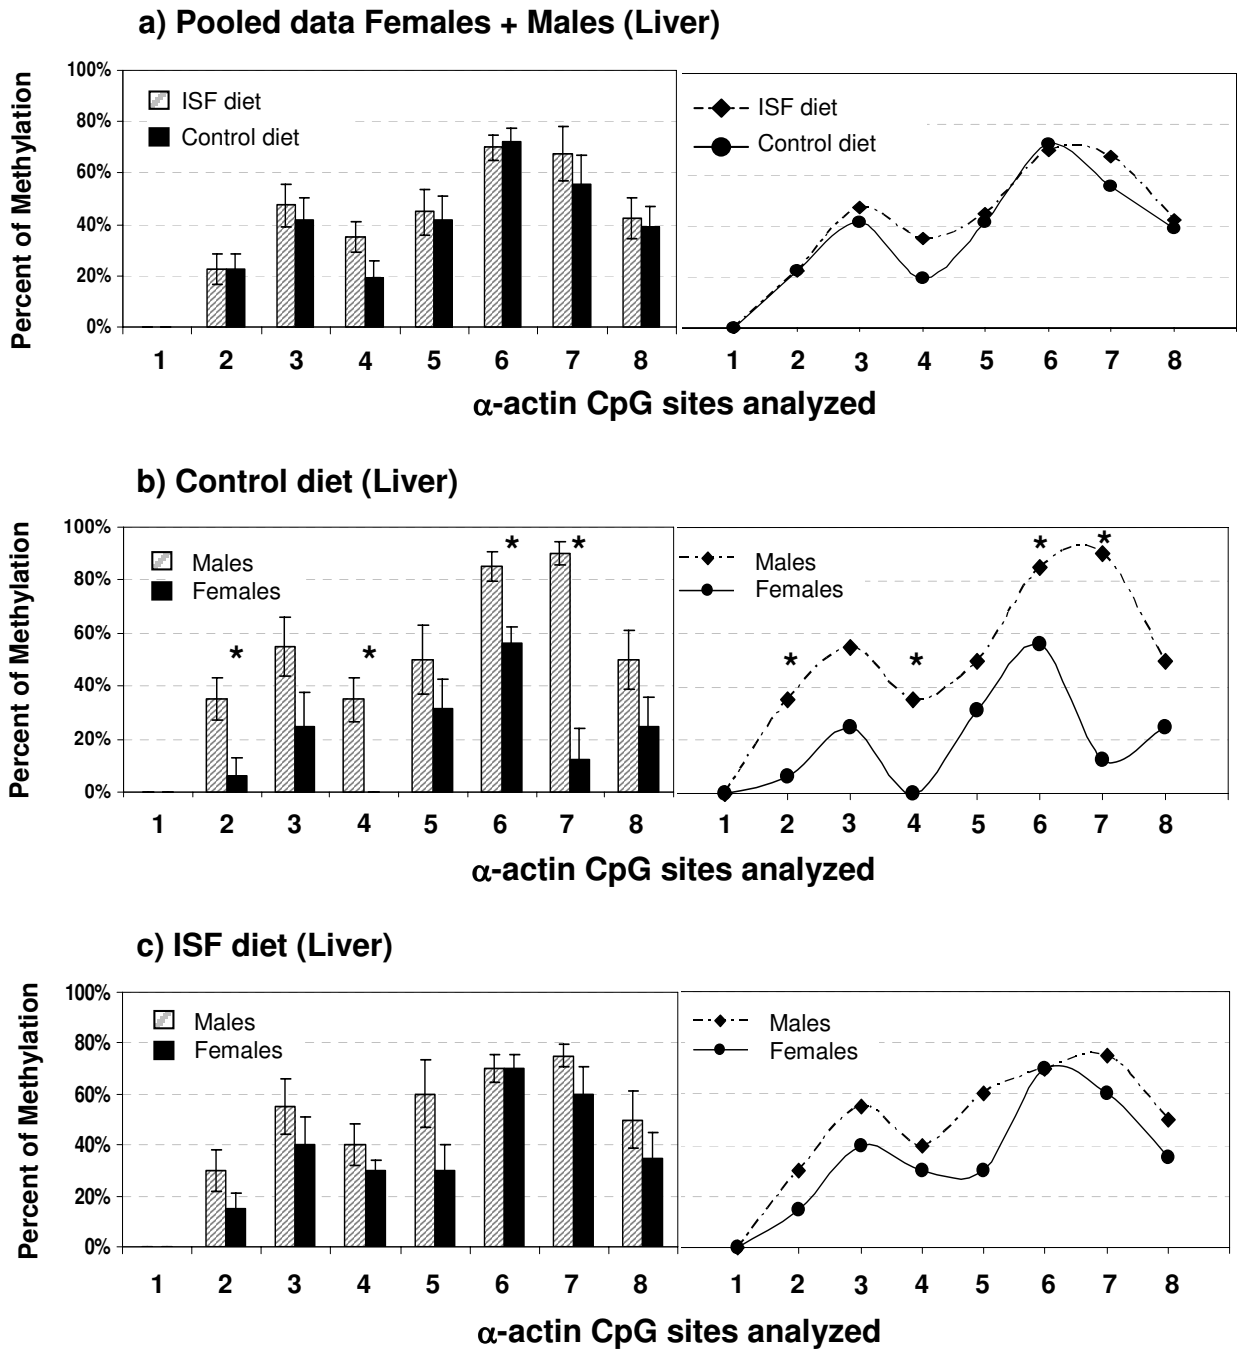 a) Pooled data Females + Males (Liver)
Percent of Methylation
100%
80%
60%
40%
20%
0%
ISF diet
Control diet
1 2 3 4 5 6 7 8
ISF diet
Control diet
1 2 3 4 5 6 7 8
α-actin CpG sites analyzed
b) Control diet (Liver)
Percent of Methylation
100%
80%
60%
40%
20%
0%
Males
Females
* * * *
1 2 3 4 5 6 7 8
Males
Females
* * * *
1 2 3 4 5 6 7 8
α-actin CpG sites analyzed
c) ISF diet (Liver)
Percent of Methylation
100%
80%
60%
40%
20%
0%
Males
Females
1 2 3 4 5 6 7 8
Males
Females
1 2 3 4 5 6 7 8
α-actin CpG sites analyzed